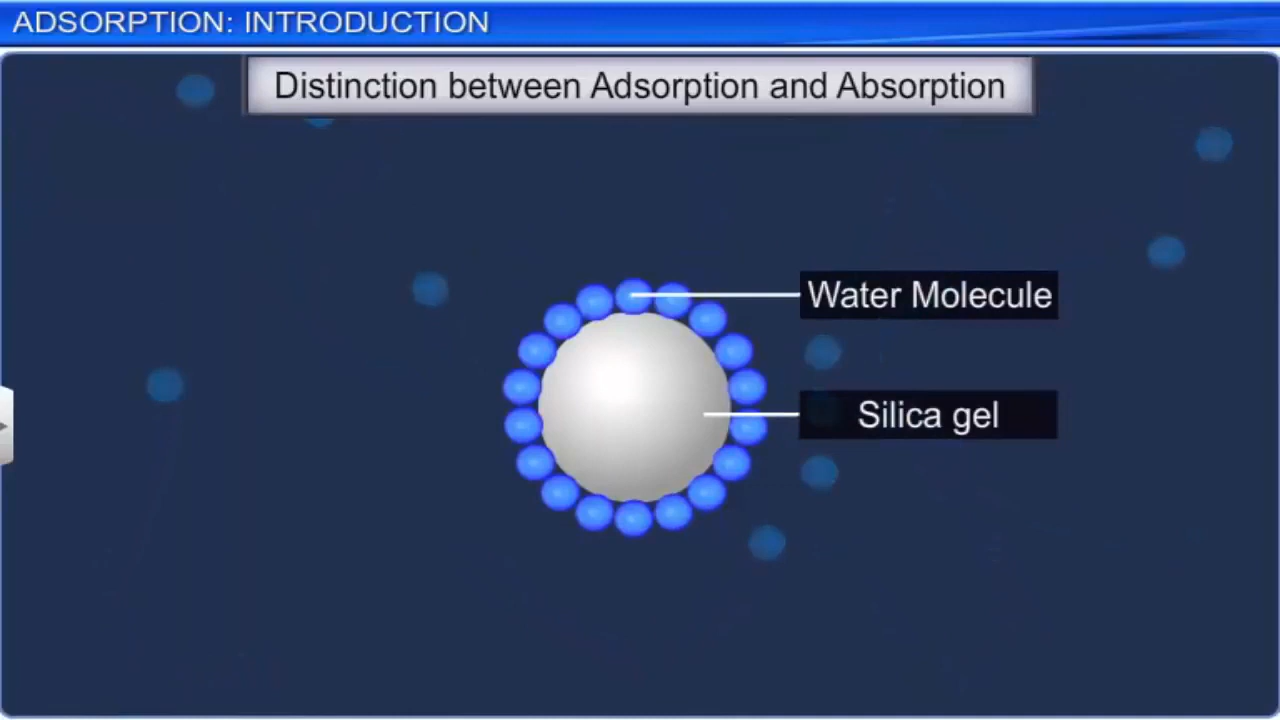 ADSORPTION: INTRODUCTION
Distinction between Adsorption and Absorption
Water Molecule
Silica gel